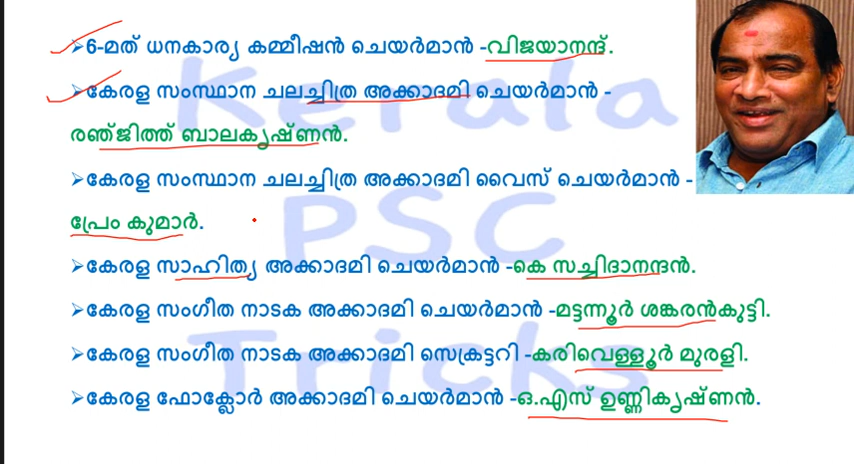 ➢6-മത് ധനകാര്യ കമ്മീഷൻ ചെയർമാൻ -വിജയാനന്ദ്.
➢കേരള സംസ്ഥാന ചലച്ചിത്ര അക്കാദമി ചെയർമാൻ -
രഞ്ജിത്ത് ബാലകൃഷ്ണൻ.
➢കേരള സംസ്ഥാന ചലച്ചിത്ര അക്കാദമി വൈസ് ചെയർമാൻ -
പ്രേം കുമാർ.
➢കേരള സാഹിത്യ അക്കാദമി ചെയർമാൻ -കെ സച്ചിദാനന്ദൻ.
➢കേരള സംഗീത നാടക അക്കാദമി ചെയർമാൻ -മട്ടന്നൂർ ശങ്കരൻകുട്ടി.
➢കേരള സംഗീത നാടക അക്കാദമി സെക്രട്ടറി -കരിവെള്ളൂർ മുരളി.
➢കേരള ഫോക്ലോർ അക്കാദമി ചെയർമാൻ -ഒ.എസ് ഉണ്ണികൃഷ്ണൻ.
Kerala
PSC
Tricks